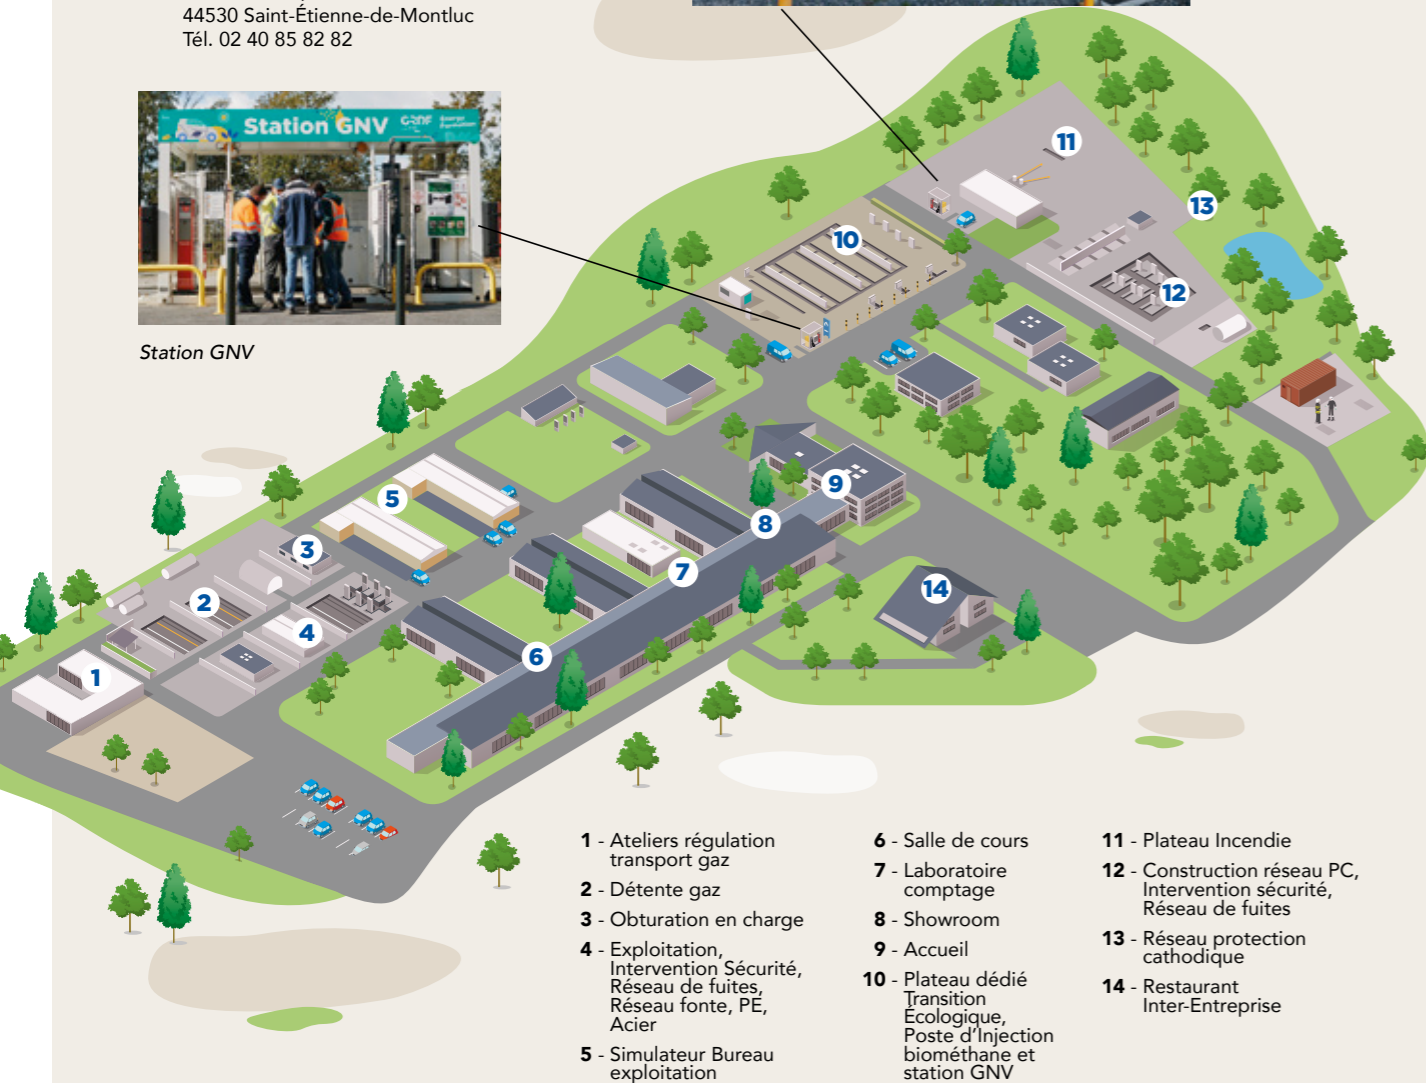 44530 Saint-Étienne-de-Montluc
Tél. 02 40 85 82 82
Station GNV
GRDF
Énergie
Formation
Station GNV
1
2
3
4
5
6
7
8
9
10
11
12
13
14
1 - Ateliers régulation
transport gaz
2 - Détente gaz
3 - Obturation en charge
4 - Exploitation,
Intervention Sécurité,
Réseau de fuites,
Réseau fonte, PE,
Acier
5 - Simulateur Bureau
exploitation
6 - Salle de cours
7 - Laboratoire
comptage
8 - Showroom
9 - Accueil
10 - Plateau dédié
Transition
Écologique,
Poste d'Injection
biométhane et
station GNV
11 - Plateau Incendie
12 - Construction réseau PC,
Intervention sécurité,
Réseau de fuites
13 - Réseau protection
cathodique
14 - Restaurant
Inter-Entreprise